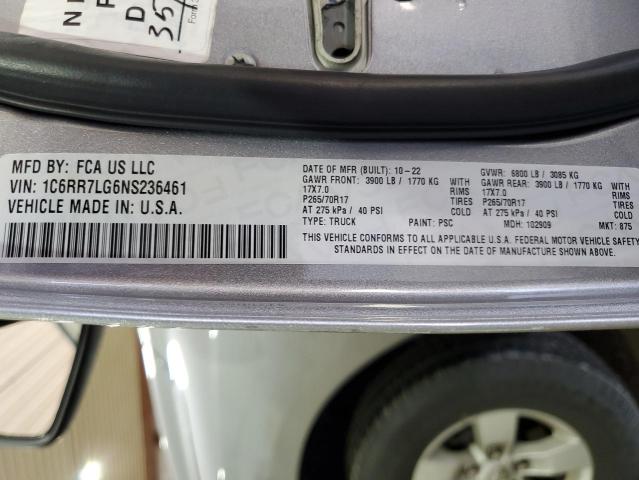 35
MFD BY: FCA US LLC
VIN: 1C6RR7LG6NS236461
VEHICLE MADE IN: U.S.A.
DATE OF MFR (BUILT): 10-22 GVWR: 6800 LB / 3085 KG
GAWR FRONT: 3900 LB / 1770 KG WITH GAWR REAR: 3900 LB / 1770 KG WITH
17X7.0 RIMS 17X7.0 RIMS
P265/70R17 TIRES P265/70R17 TIRES
AT 275 kPa / 40 PSI COLD AT 275 kPa / 40 PSI COLD
TYPE: TRUCK PAINT: PSC MDH: 102909 MKT: 875
THIS VEHICLE CONFORMS TO ALL APPLICABLE U.S.A. FEDERAL MOTOR VEHICLE SAFETY
STANDARDS IN EFFECT ON THE DATE OF MANUFACTURE SHOWN ABOVE.